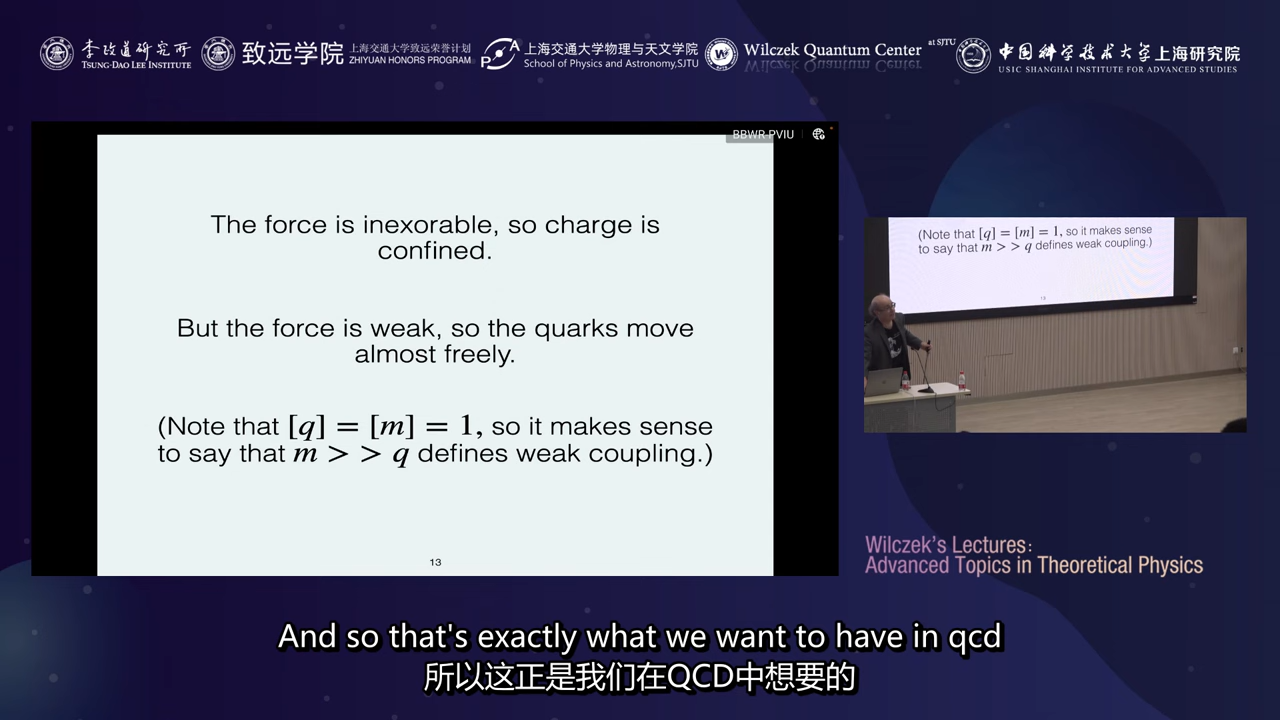 李政道研究所
TSUNG-DAO LEE INSTITUTE
致远学院
上海交通大学致远荣誉计划
ZHIYUAN HONORS PROGRAM
PA
上海交通大学物理与天文学院
School of Physics and Astronomy,SJTU
W
Wilczek Quantum Center
at SJTU
中国科学技术大学上海研究院
USTC SHANGHAI INSTITUTE FOR ADVANCED STUDIES
BBWR PVIU
The force is inexorable, so charge is
confined.
But the force is weak, so the quarks move
almost freely.
(Note that [q] = [m] = 1, so it makes sense
to say that m > > q defines weak coupling.)
13
(Note that [q] = [m] = 1, so it makes sense
to say that m > > q defines weak coupling.)
13
Wilczek's Lectures:
Advanced Topics in Theoretical Physics
And so that's exactly what we want to have in qcd
所以这正是我们在QCD中想要的